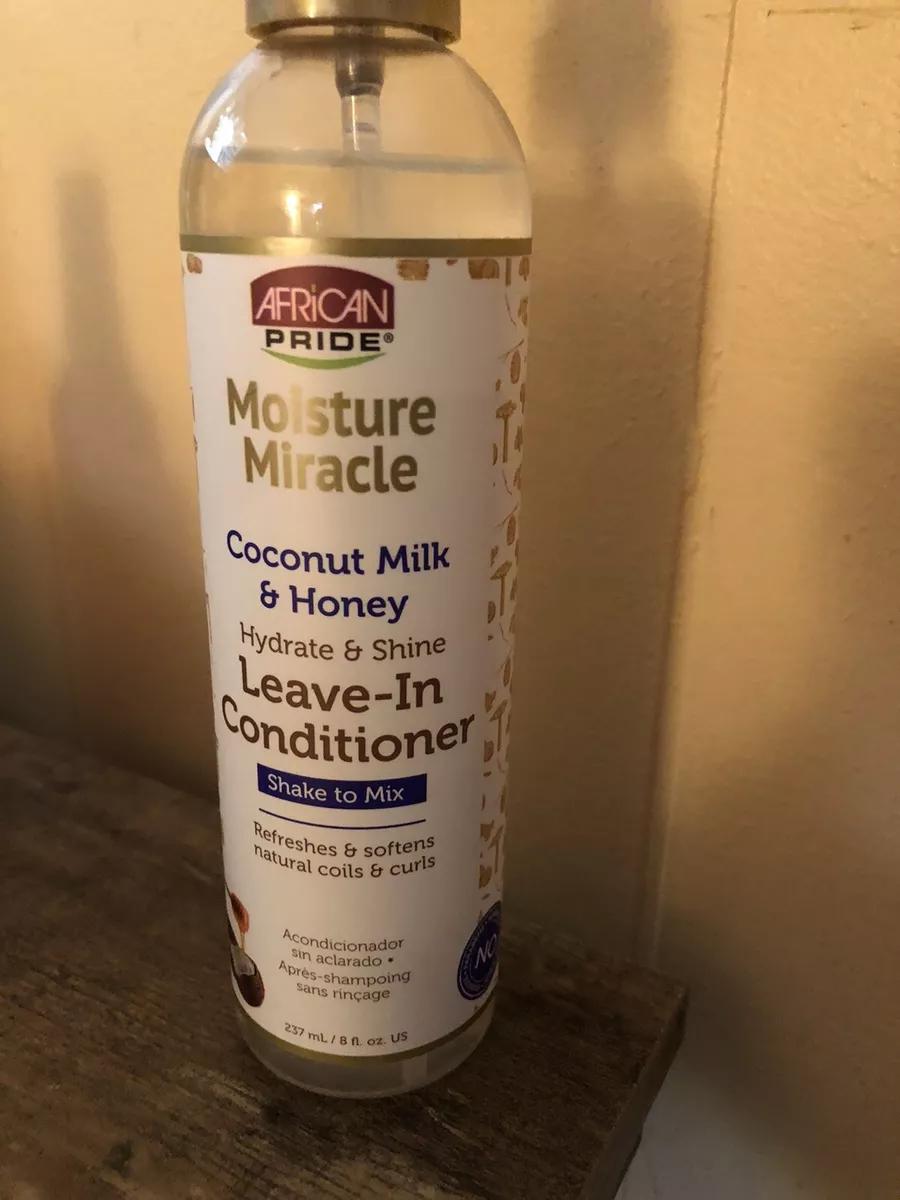 AFRiCAN
PRIDE®
Moisture
Miracle
Coconut Milk
& Honey
Hydrate & Shine
Leave-In
Conditioner
Shake to Mix
Refreshes & softens
natural coils & curls
Acondicionador
sin aclarado •
Après-shampoing
sans rinçage
237 mL / 8 fl. oz. US
NO